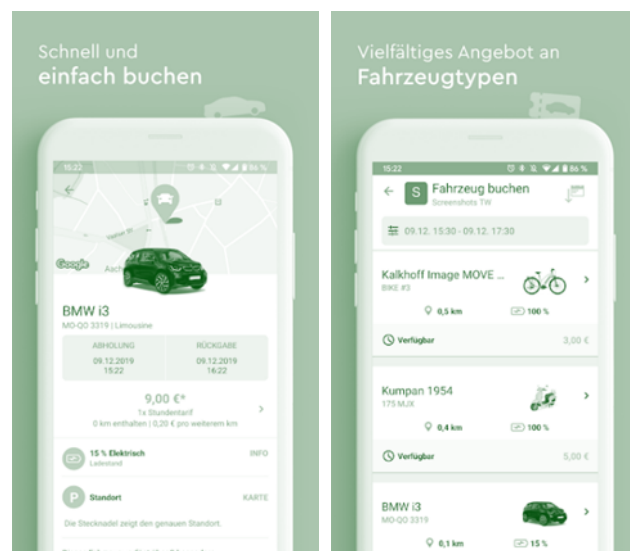 Schnell und
einfach buchen
15:22
86 %
Google
BMW i3
MO-QO 3319 | Limousine
ABHOLUNG
09.12.2019
15:22
RÜCKGABE
09.12.2019
16:22
9,00 €*
1x Stundentarif
0 km enthalten | 0,20 € pro weiterem km
15 % Elektrisch
INFO
Ladestand
P
Standort
KARTE
Die Stecknadel zeigt den genauen Standort.
Vielfältiges Angebot an
Fahrzeugtypen
15:22
86 %
S
Fahrzeug buchen
Screenshots TW
09.12. 15:30 - 09.12. 17:30
Kalkhoff Image MOVE ...
BIKE #3
0,5 km
100 %
Verfügbar
3,00 €
Kumpan 1954
175 MJX
0,4 km
100 %
Verfügbar
5,00 €
BMW i3
MO-QO 3319
0,1 km
15 %